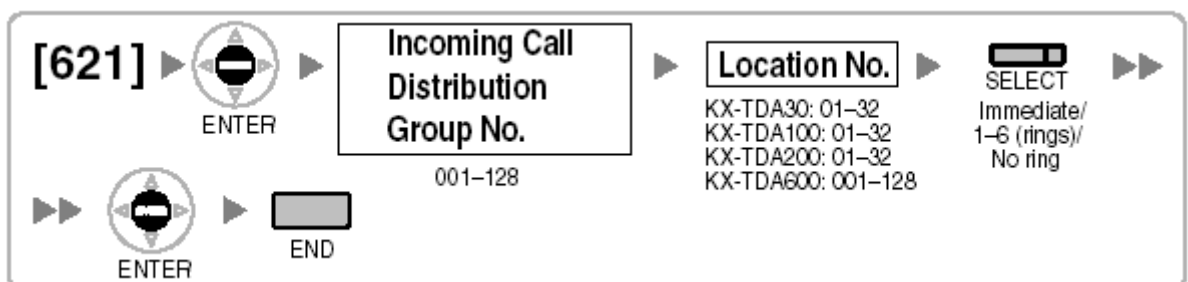 [621]
ENTER
Incoming Call
Distribution
Group No.
001–128
Location No.
KX-TDA30: 01–32
KX-TDA100: 01–32
KX-TDA200: 01–32
KX-TDA600: 001–128
SELECT
Immediate/
1–6 (rings)/
No ring
ENTER
END